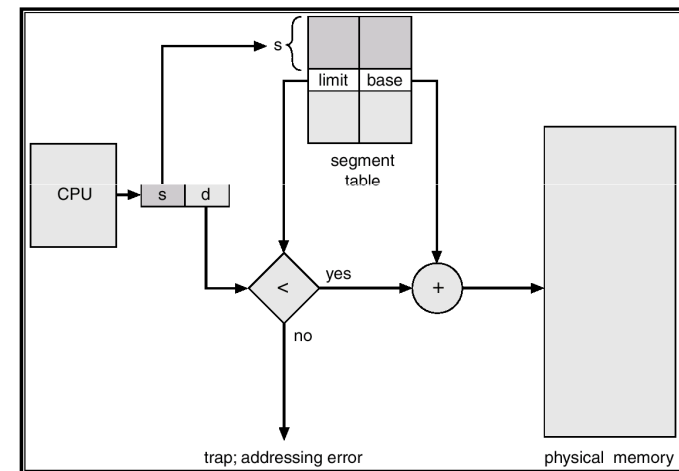 s
limit base
segment
table
CPU
s d
<
yes
+
no
trap; addressing error
physical memory